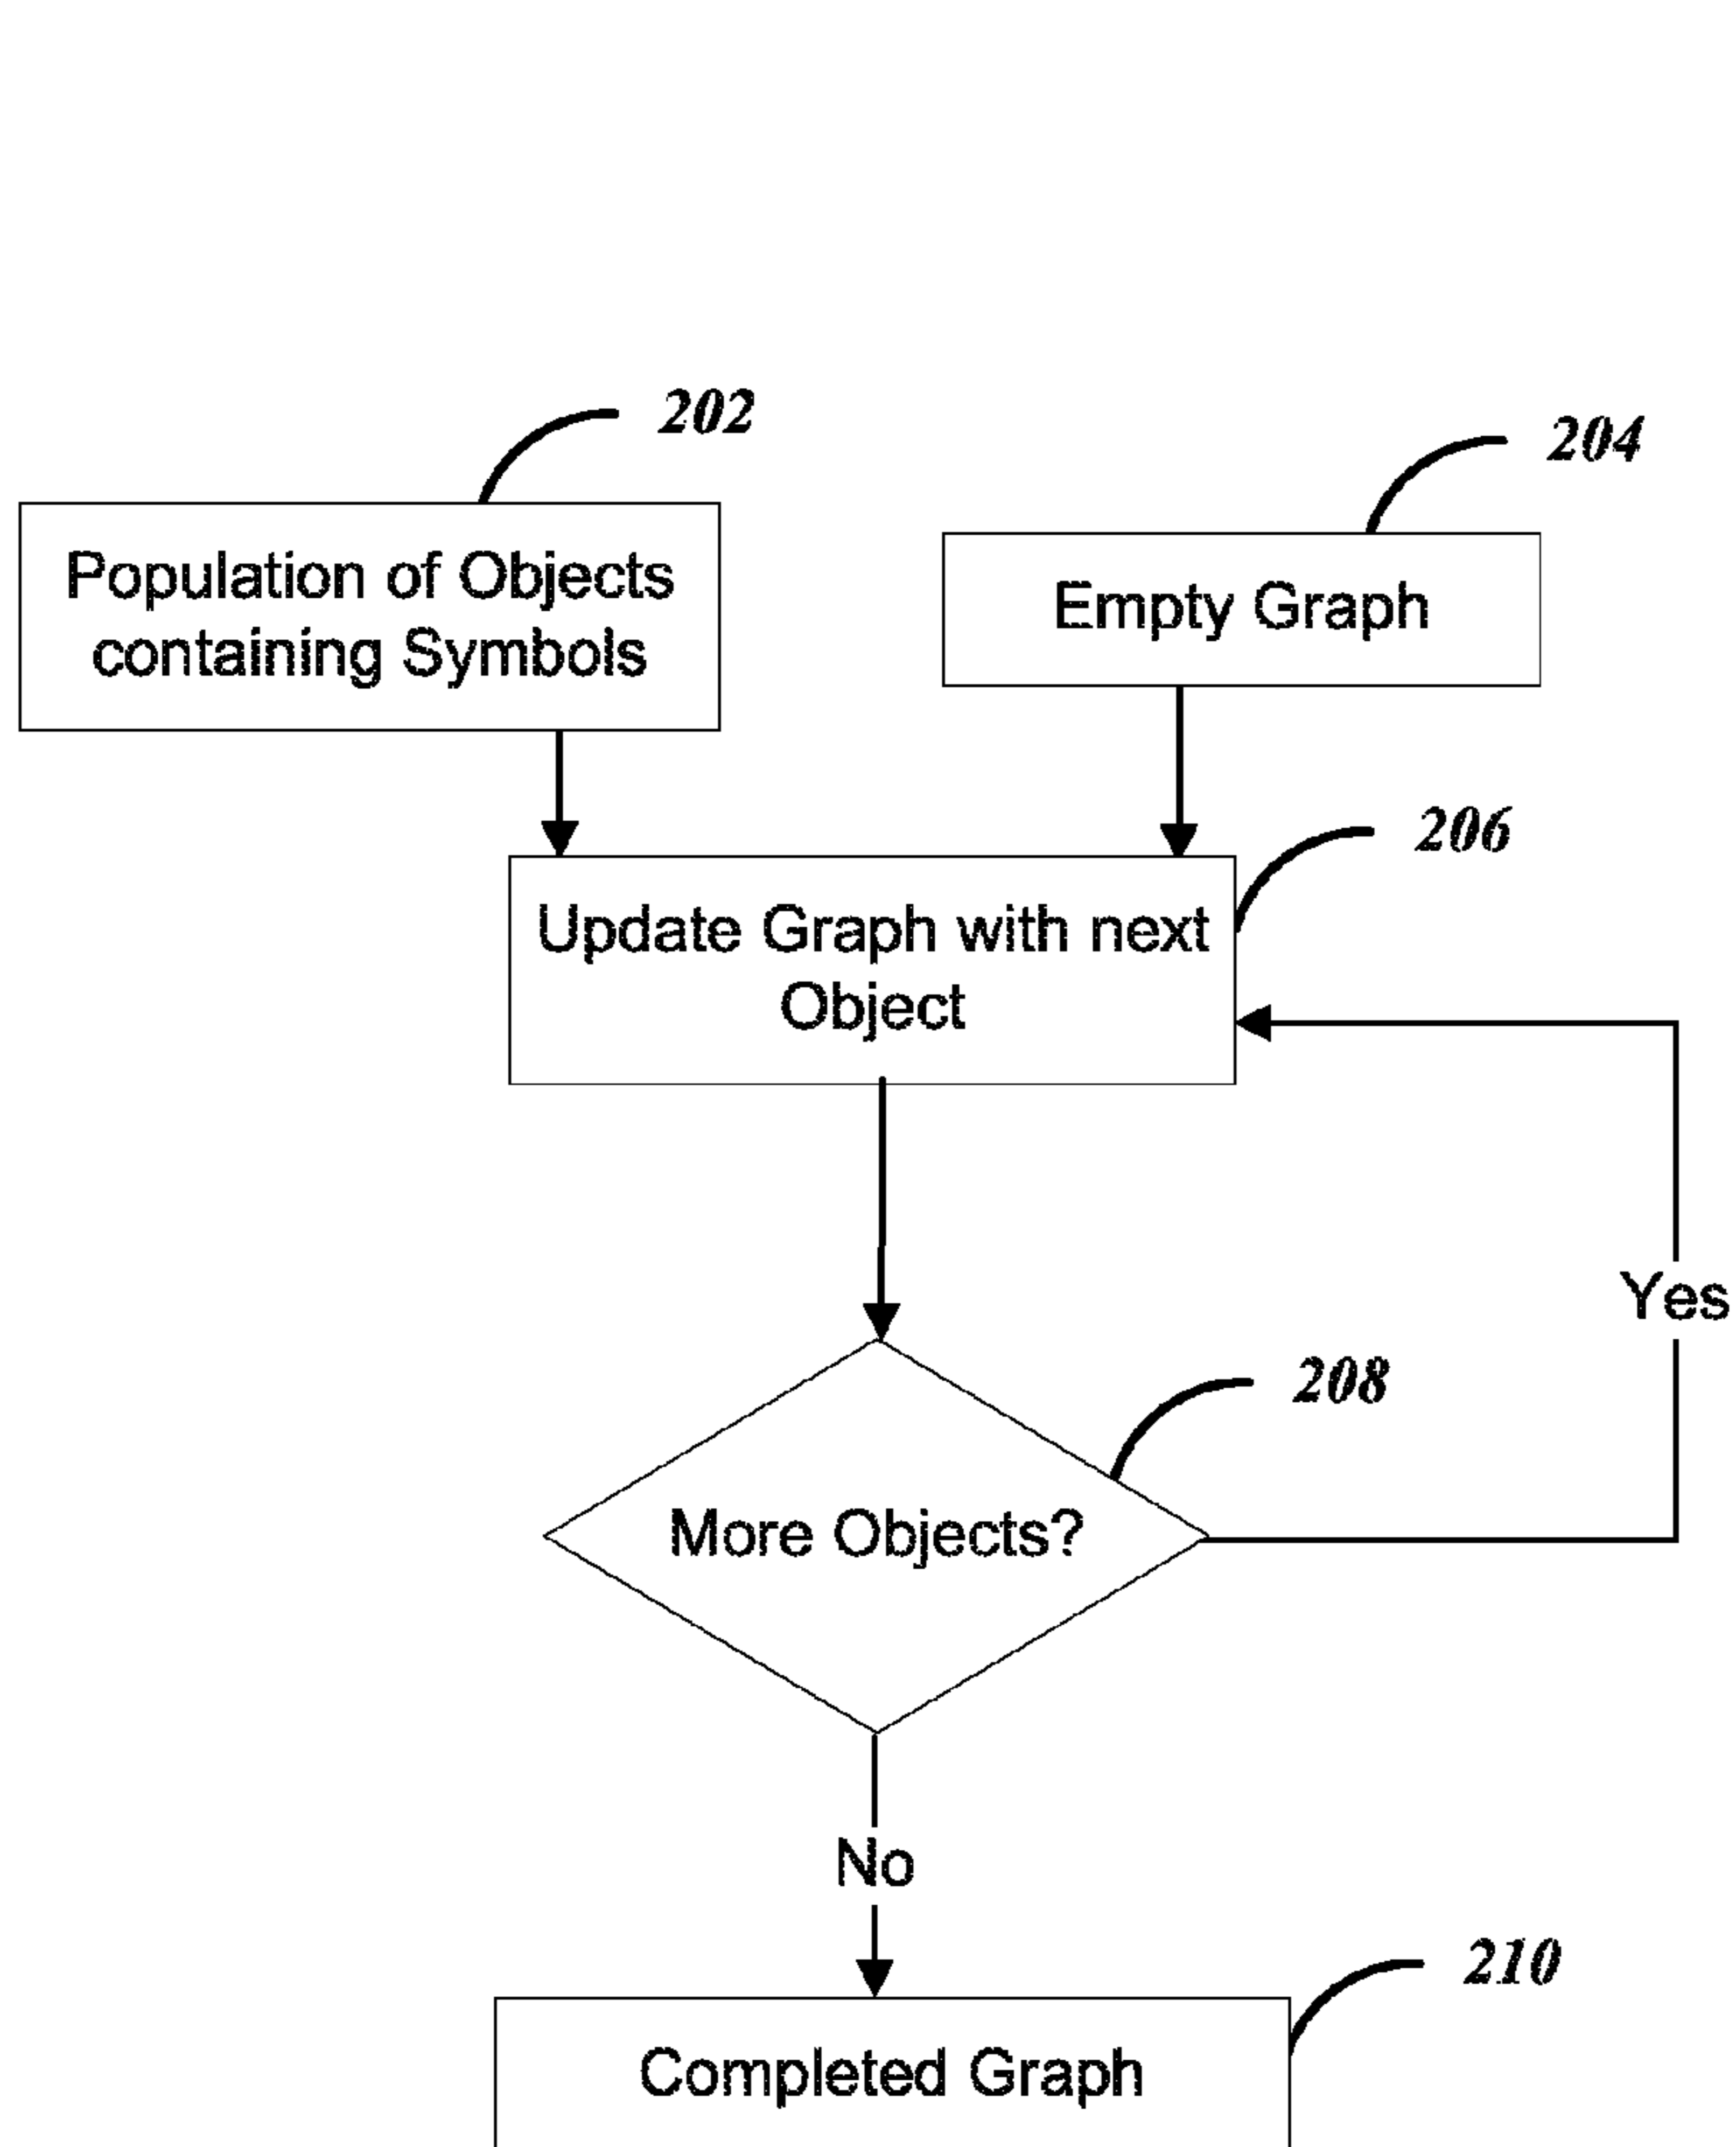 202
204
Population of Objects
containing Symbols
Empty Graph
206
Update Graph with next
Object
Yes
208
More Objects?
No
210
Completed Graph